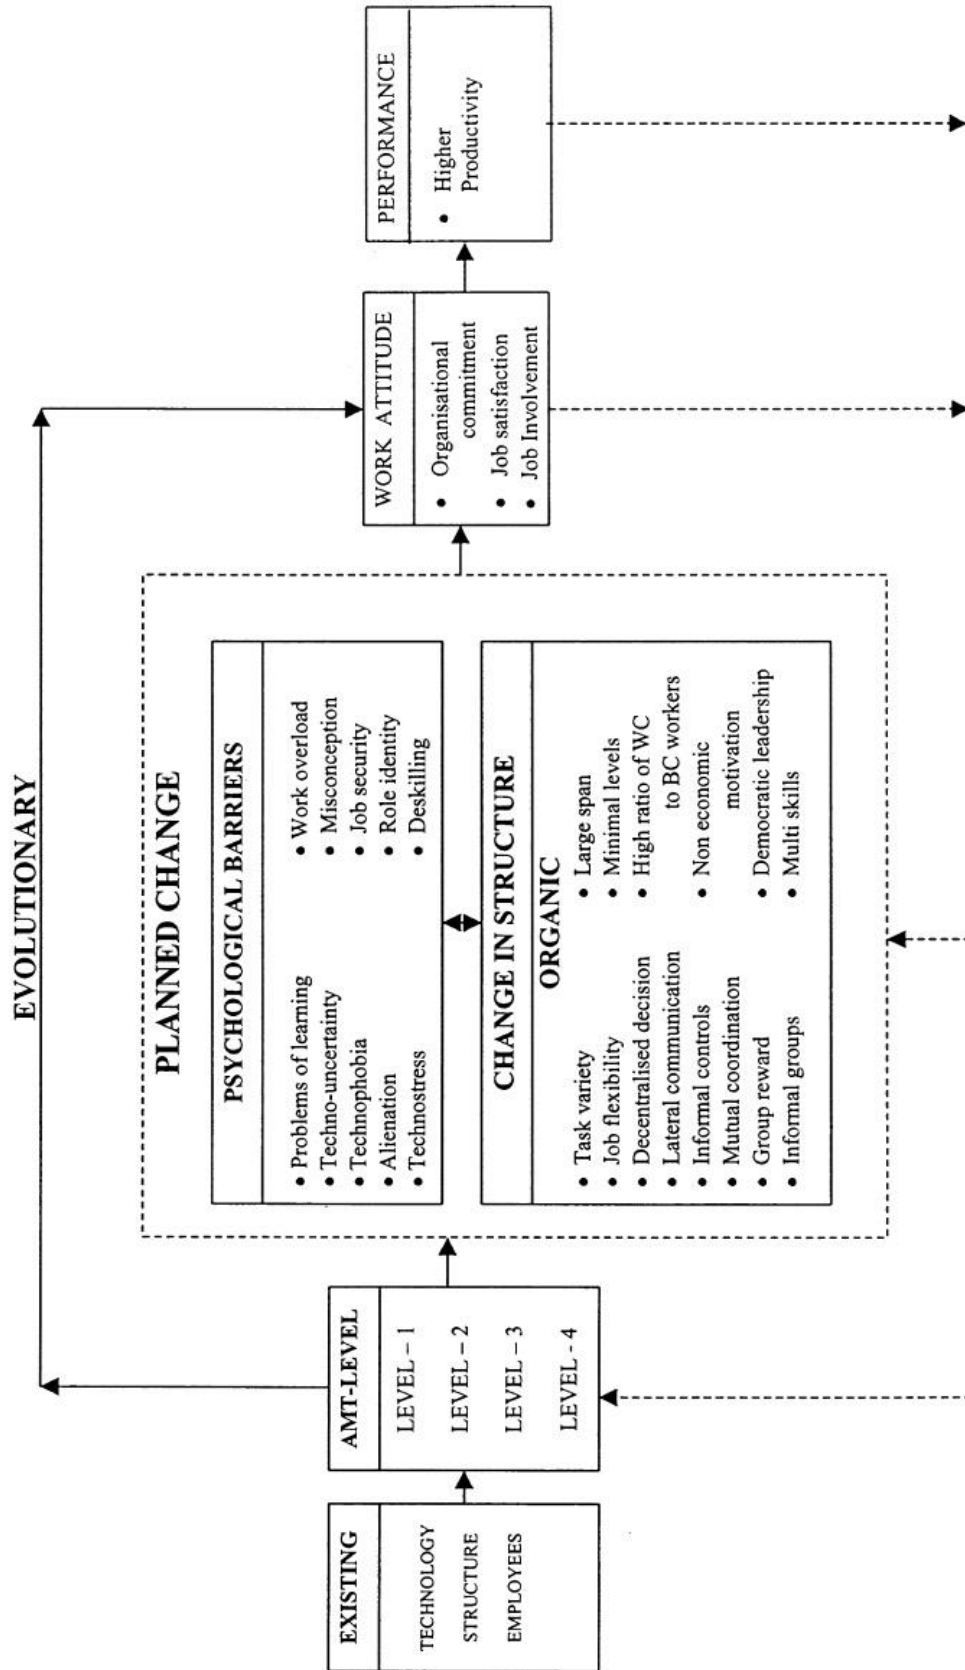 EVOLUTIONARY
EXISTING
TECHNOLOGY
STRUCTURE
EMPLOYEES
AMT-LEVEL
LEVEL – 1
LEVEL – 2
LEVEL – 3
LEVEL - 4
PLANNED CHANGE
PSYCHOLOGICAL BARRIERS
• Problems of learning
• Techno-uncertainty
• Technophobia
• Alienation
• Technostress
• Work overload
• Misconception
• Job security
• Role identity
• Deskilling
CHANGE IN STRUCTURE
ORGANIC
• Task variety
• Job flexibility
• Decentralised decision
• Lateral communication
• Informal controls
• Mutual coordination
• Group reward
• Informal groups
• Large span
• Minimal levels
• High ratio of WC
to BC workers
• Non economic
motivation
• Democratic leadership
• Multi skills
WORK ATTITUDE
• Organisational
commitment
• Job satisfaction
• Job Involvement
PERFORMANCE
• Higher
Productivity